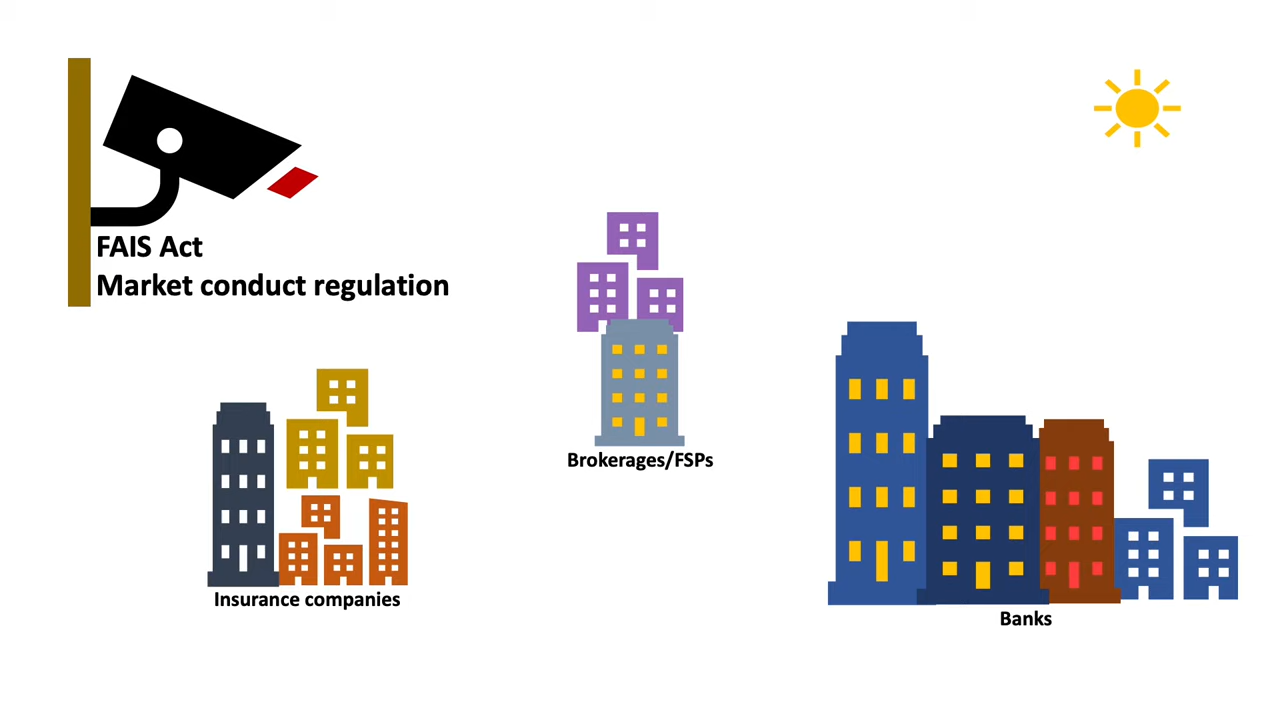 FAIS Act
Market conduct regulation
Brokerages/FSPs
Insurance companies
Banks